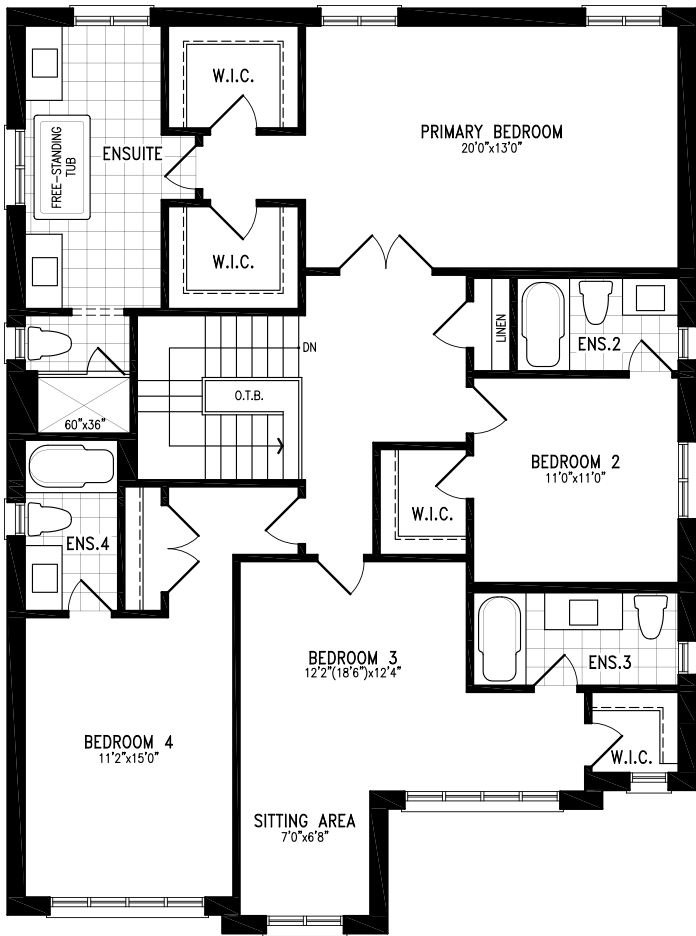 W.I.C.
PRIMARY BEDROOM
20'0"x13'0"
ENSUITE
FREE-STANDING
TUB
W.I.C.
LINEN
ENS.2
DN
O.T.B.
60"x36"
BEDROOM 2
11'0"x11'0"
W.I.C.
ENS.4
BEDROOM 3
12'2"(18'6")x12'4"
ENS.3
BEDROOM 4
11'2"x15'0"
W.I.C.
SITTING AREA
7'0"x6'8"